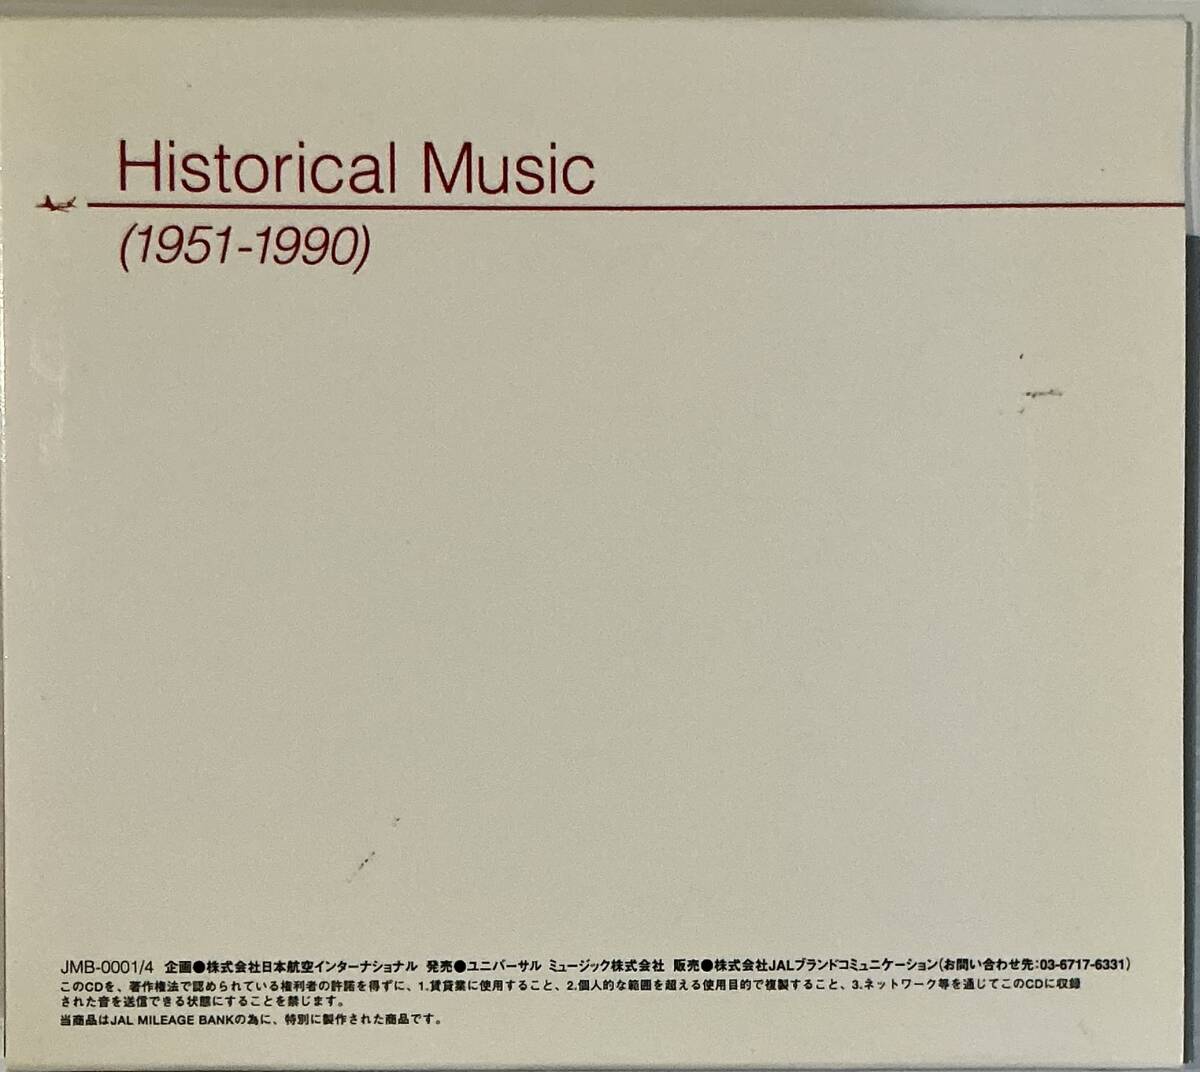 Historical Music
(1951-1990)
JMB-0001/4 企画●株式会社日本航空インターナショナル 発売●ユニバーサル ミュージック株式会社 販売●株式会社JALブランドコミュニケーション(お問い合わせ先:03-6717-6331)
このCDを、著作権法で認められている権利者の許諾を得ずに、1.賃貸業に使用すること、2.個人的な範囲を超える使用目的で複製すること、3.ネットワーク等を通じてこのCDに収録
された音を送信できる状態にすることを禁じます。
当商品はJAL MILEAGE BANKの為に、特別に製作された商品です。